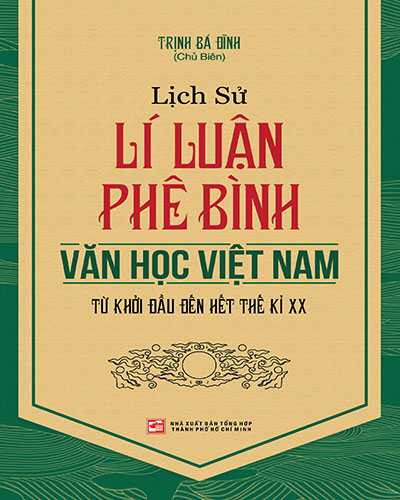 TRỊNH BÁ ĐĨNH
(Chủ Biên)
Lịch Sử
LÍ LUẬN
PHÊ BÌNH
VĂN HỌC VIỆT NAM
TỪ KHỞI ĐẦU ĐẾN HẾT THẾ KỈ XX
NHÀ XUẤT BẢN TỔNG HỢP
THÀNH PHỐ HỒ CHÍ MINH